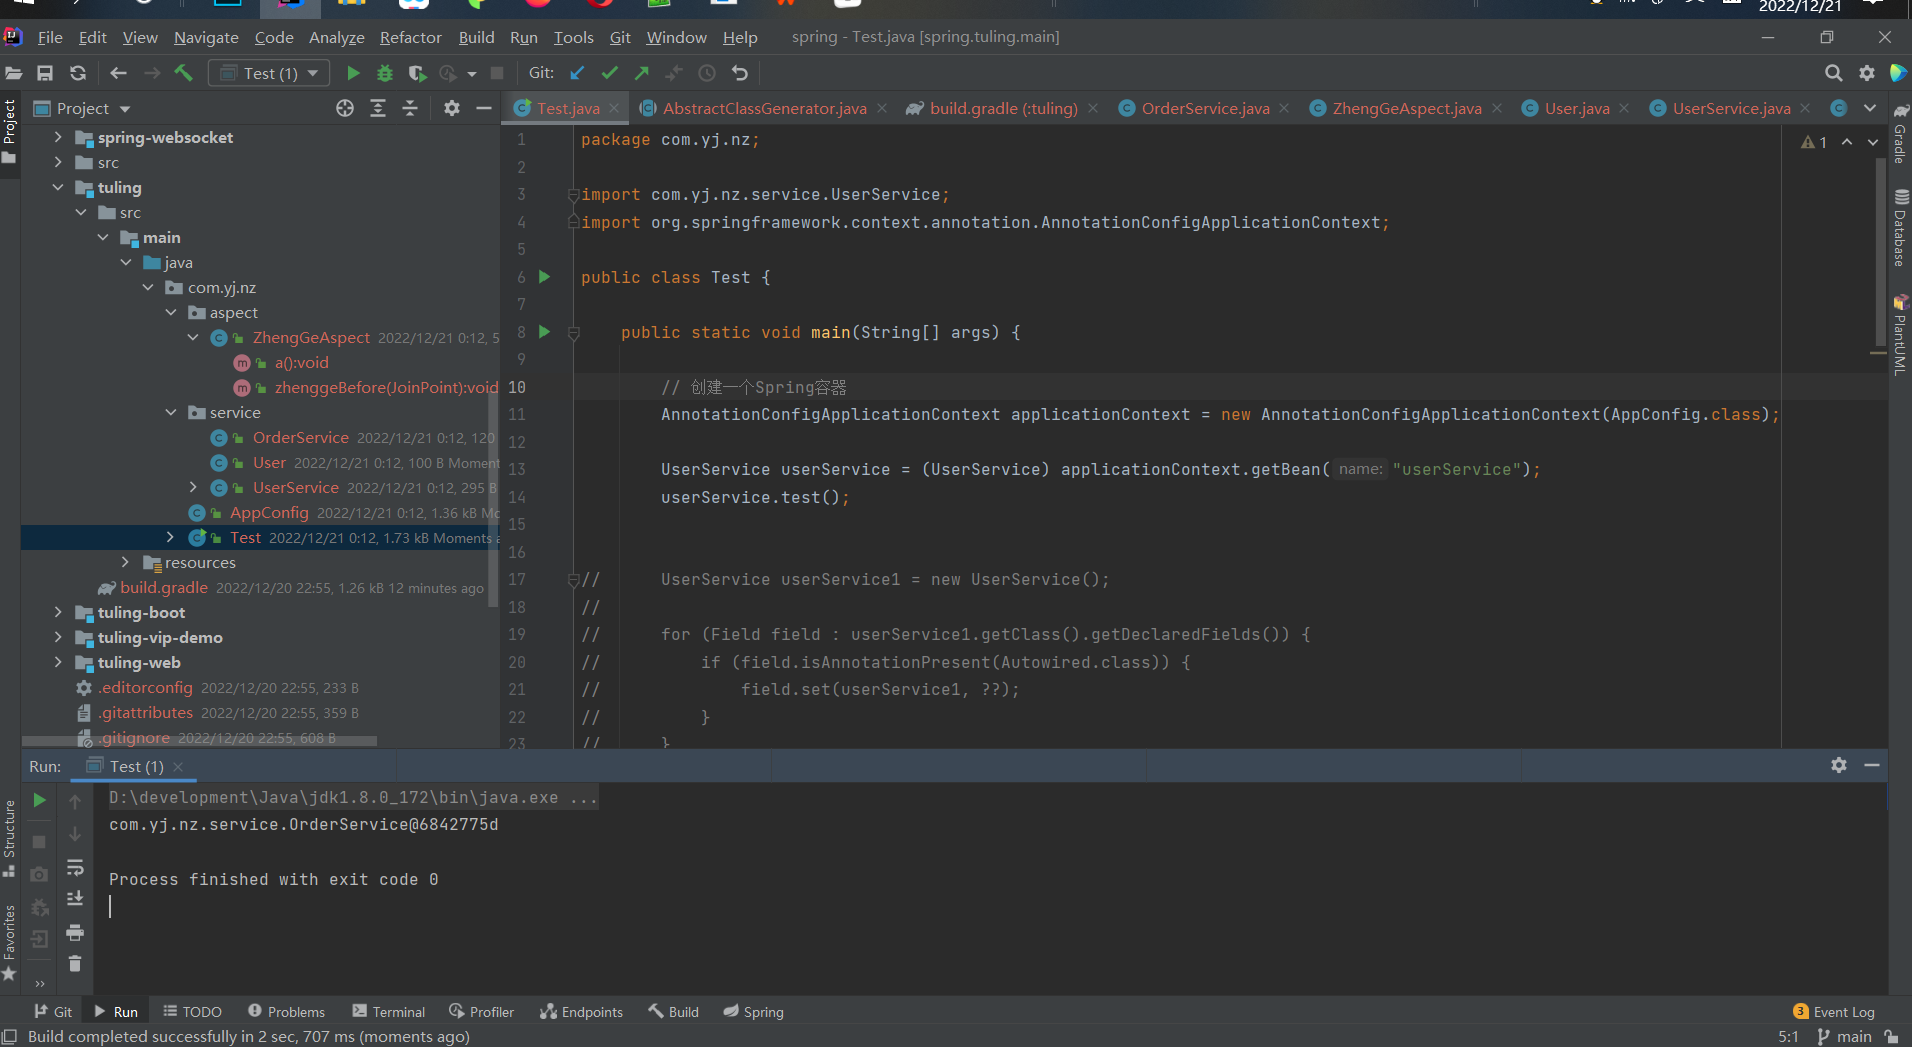 2022/12/21
File Edit View Navigate Code Analyze Refactor Build Run Tools Git Window Help spring - Test.java [spring.tuling.main]
Test (1) Git:
Project
Test.java AbstractClassGenerator.java build.gradle (:tuling) OrderService.java ZhengGeAspect.java User.java UserService.java
Project
Gradle
Database
PlantUML
spring-websocket
src
tuling
src
main
java
com.yj.nz
aspect
ZhengGeAspect 2022/12/21 0:12, 5
a():void
zhenggeBefore(JoinPoint):void
service
OrderService 2022/12/21 0:12, 120
User 2022/12/21 0:12, 100 B Moment
UserService 2022/12/21 0:12, 295 B
AppConfig 2022/12/21 0:12, 1.36 kB Mo
Test 2022/12/21 0:12, 1.73 kB Moments a
resources
build.gradle 2022/12/20 22:55, 1.26 kB 12 minutes ago
tuling-boot
tuling-vip-demo
tuling-web
.editorconfig 2022/12/20 22:55, 233 B
.gitattributes 2022/12/20 22:55, 359 B
.gitignore 2022/12/20 22:55, 608 B
1 package com.yj.nz;
1
2
3 import com.yj.nz.service.UserService;
4 import org.springframework.context.annotation.AnnotationConfigApplicationContext;
5
6 public class Test {
7
8 public static void main(String[] args) {
9
10 // 创建一个Spring容器
11 AnnotationConfigApplicationContext applicationContext = new AnnotationConfigApplicationContext(AppConfig.class);
12
13 UserService userService = (UserService) applicationContext.getBean( name: "userService");
14 userService.test();
15
16
17 // UserService userService1 = new UserService();
18 //
19 // for (Field field : userService1.getClass().getDeclaredFields()) {
20 // if (field.isAnnotationPresent(Autowired.class)) {
21 // field.set(userService1, ??);
22 // }
23 // }
Run: Test (1)
D:\development\Java\jdk1.8.0_172\bin\java.exe ...
com.yj.nz.service.OrderService@6842775d
Process finished with exit code 0
Structure
Favorites
Git Run TODO Problems Terminal Profiler Endpoints Build Spring 3 Event Log
Build completed successfully in 2 sec, 707 ms (moments ago) 5:1 main